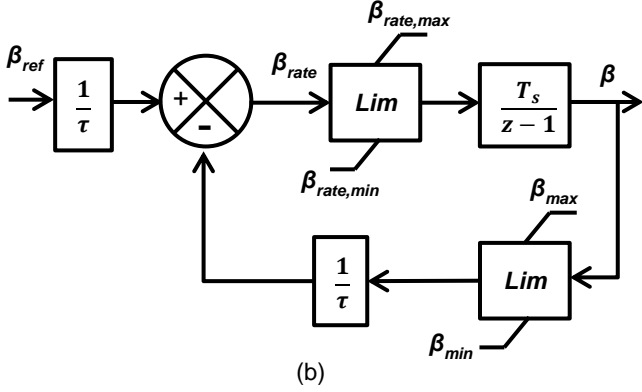 β_ref
1/τ
+
-
β_rate
β_rate,max
Lim
β_rate,min
T_s/(z − 1)
β
β_max
Lim
β_min
1/τ
(b)